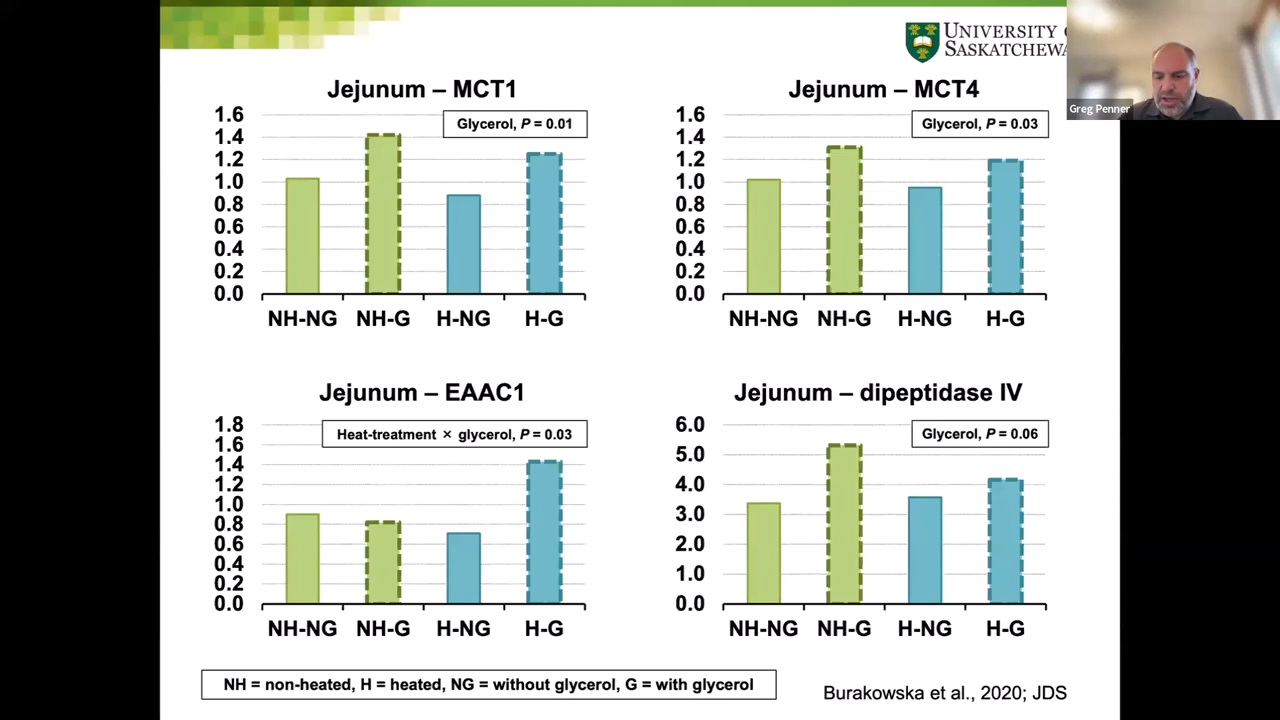 UNIVERSITY
SASKATCHEWA
Greg Penner
Jejunum – MCT1
Glycerol, P = 0.01
1.6
1.4
1.2
1.0
0.8
0.6
0.4
0.2
0.0
NH-NG NH-G H-NG H-G
Jejunum – MCT4
Glycerol, P = 0.03
1.6
1.4
1.2
1.0
0.8
0.6
0.4
0.2
0.0
NH-NG NH-G H-NG H-G
Jejunum – EAAC1
Heat-treatment × glycerol, P = 0.03
1.8
1.6
1.4
1.2
1.0
0.8
0.6
0.4
0.2
0.0
NH-NG NH-G H-NG H-G
Jejunum – dipeptidase IV
Glycerol, P = 0.06
6.0
5.0
4.0
3.0
2.0
1.0
0.0
NH-NG NH-G H-NG H-G
NH = non-heated, H = heated, NG = without glycerol, G = with glycerol
Burakowska et al., 2020; JDS